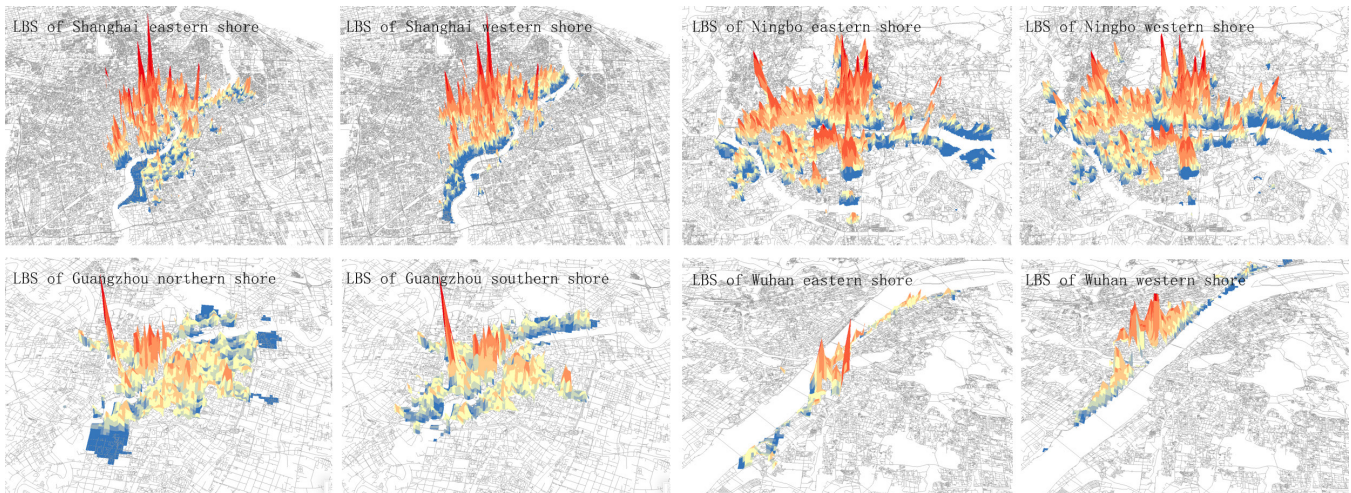 LBS of Shanghai eastern shore
LBS of Shanghai western shore
LBS of Ningbo eastern shore
LBS of Ningbo western shore
LBS of Guangzhou northern shore
LBS of Guangzhou southern shore
LBS of Wuhan eastern shore
LBS of Wuhan western shore